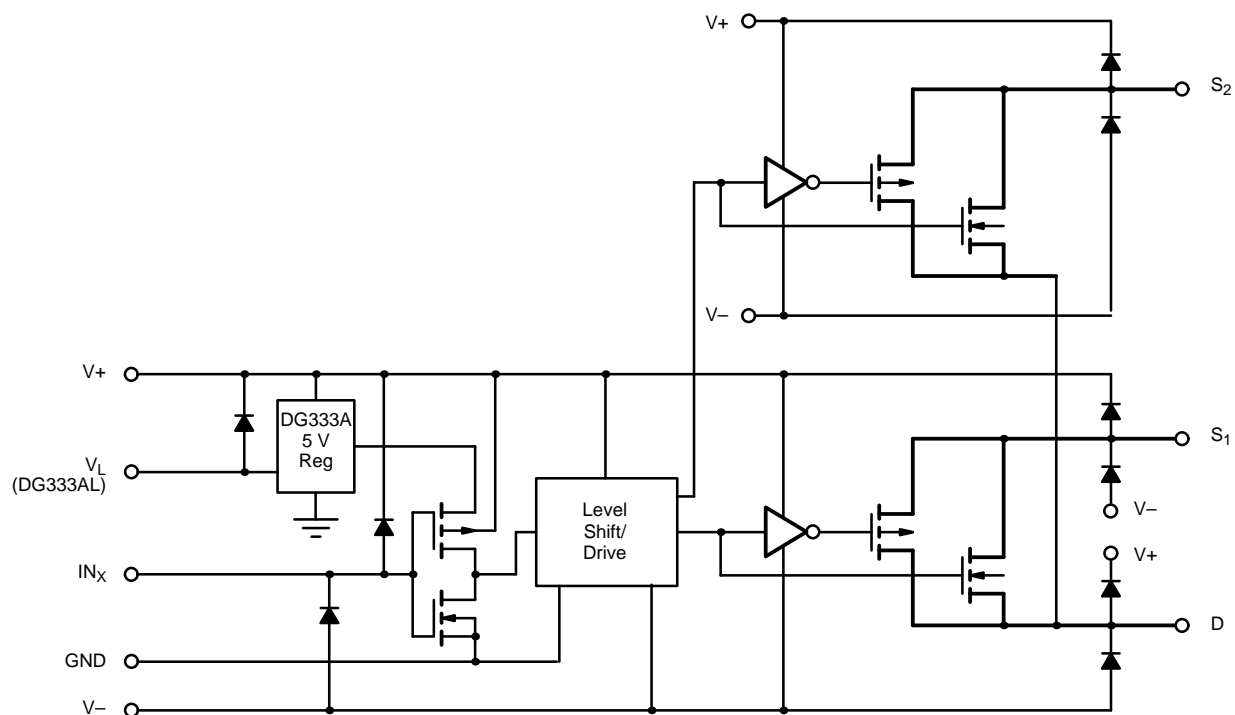 V+
S2
V–
V+
DG333A
5 V
Reg
VL
(DG333AL)
S1
Level
Shift/
Drive
V–
V+
INX
D
GND
V–